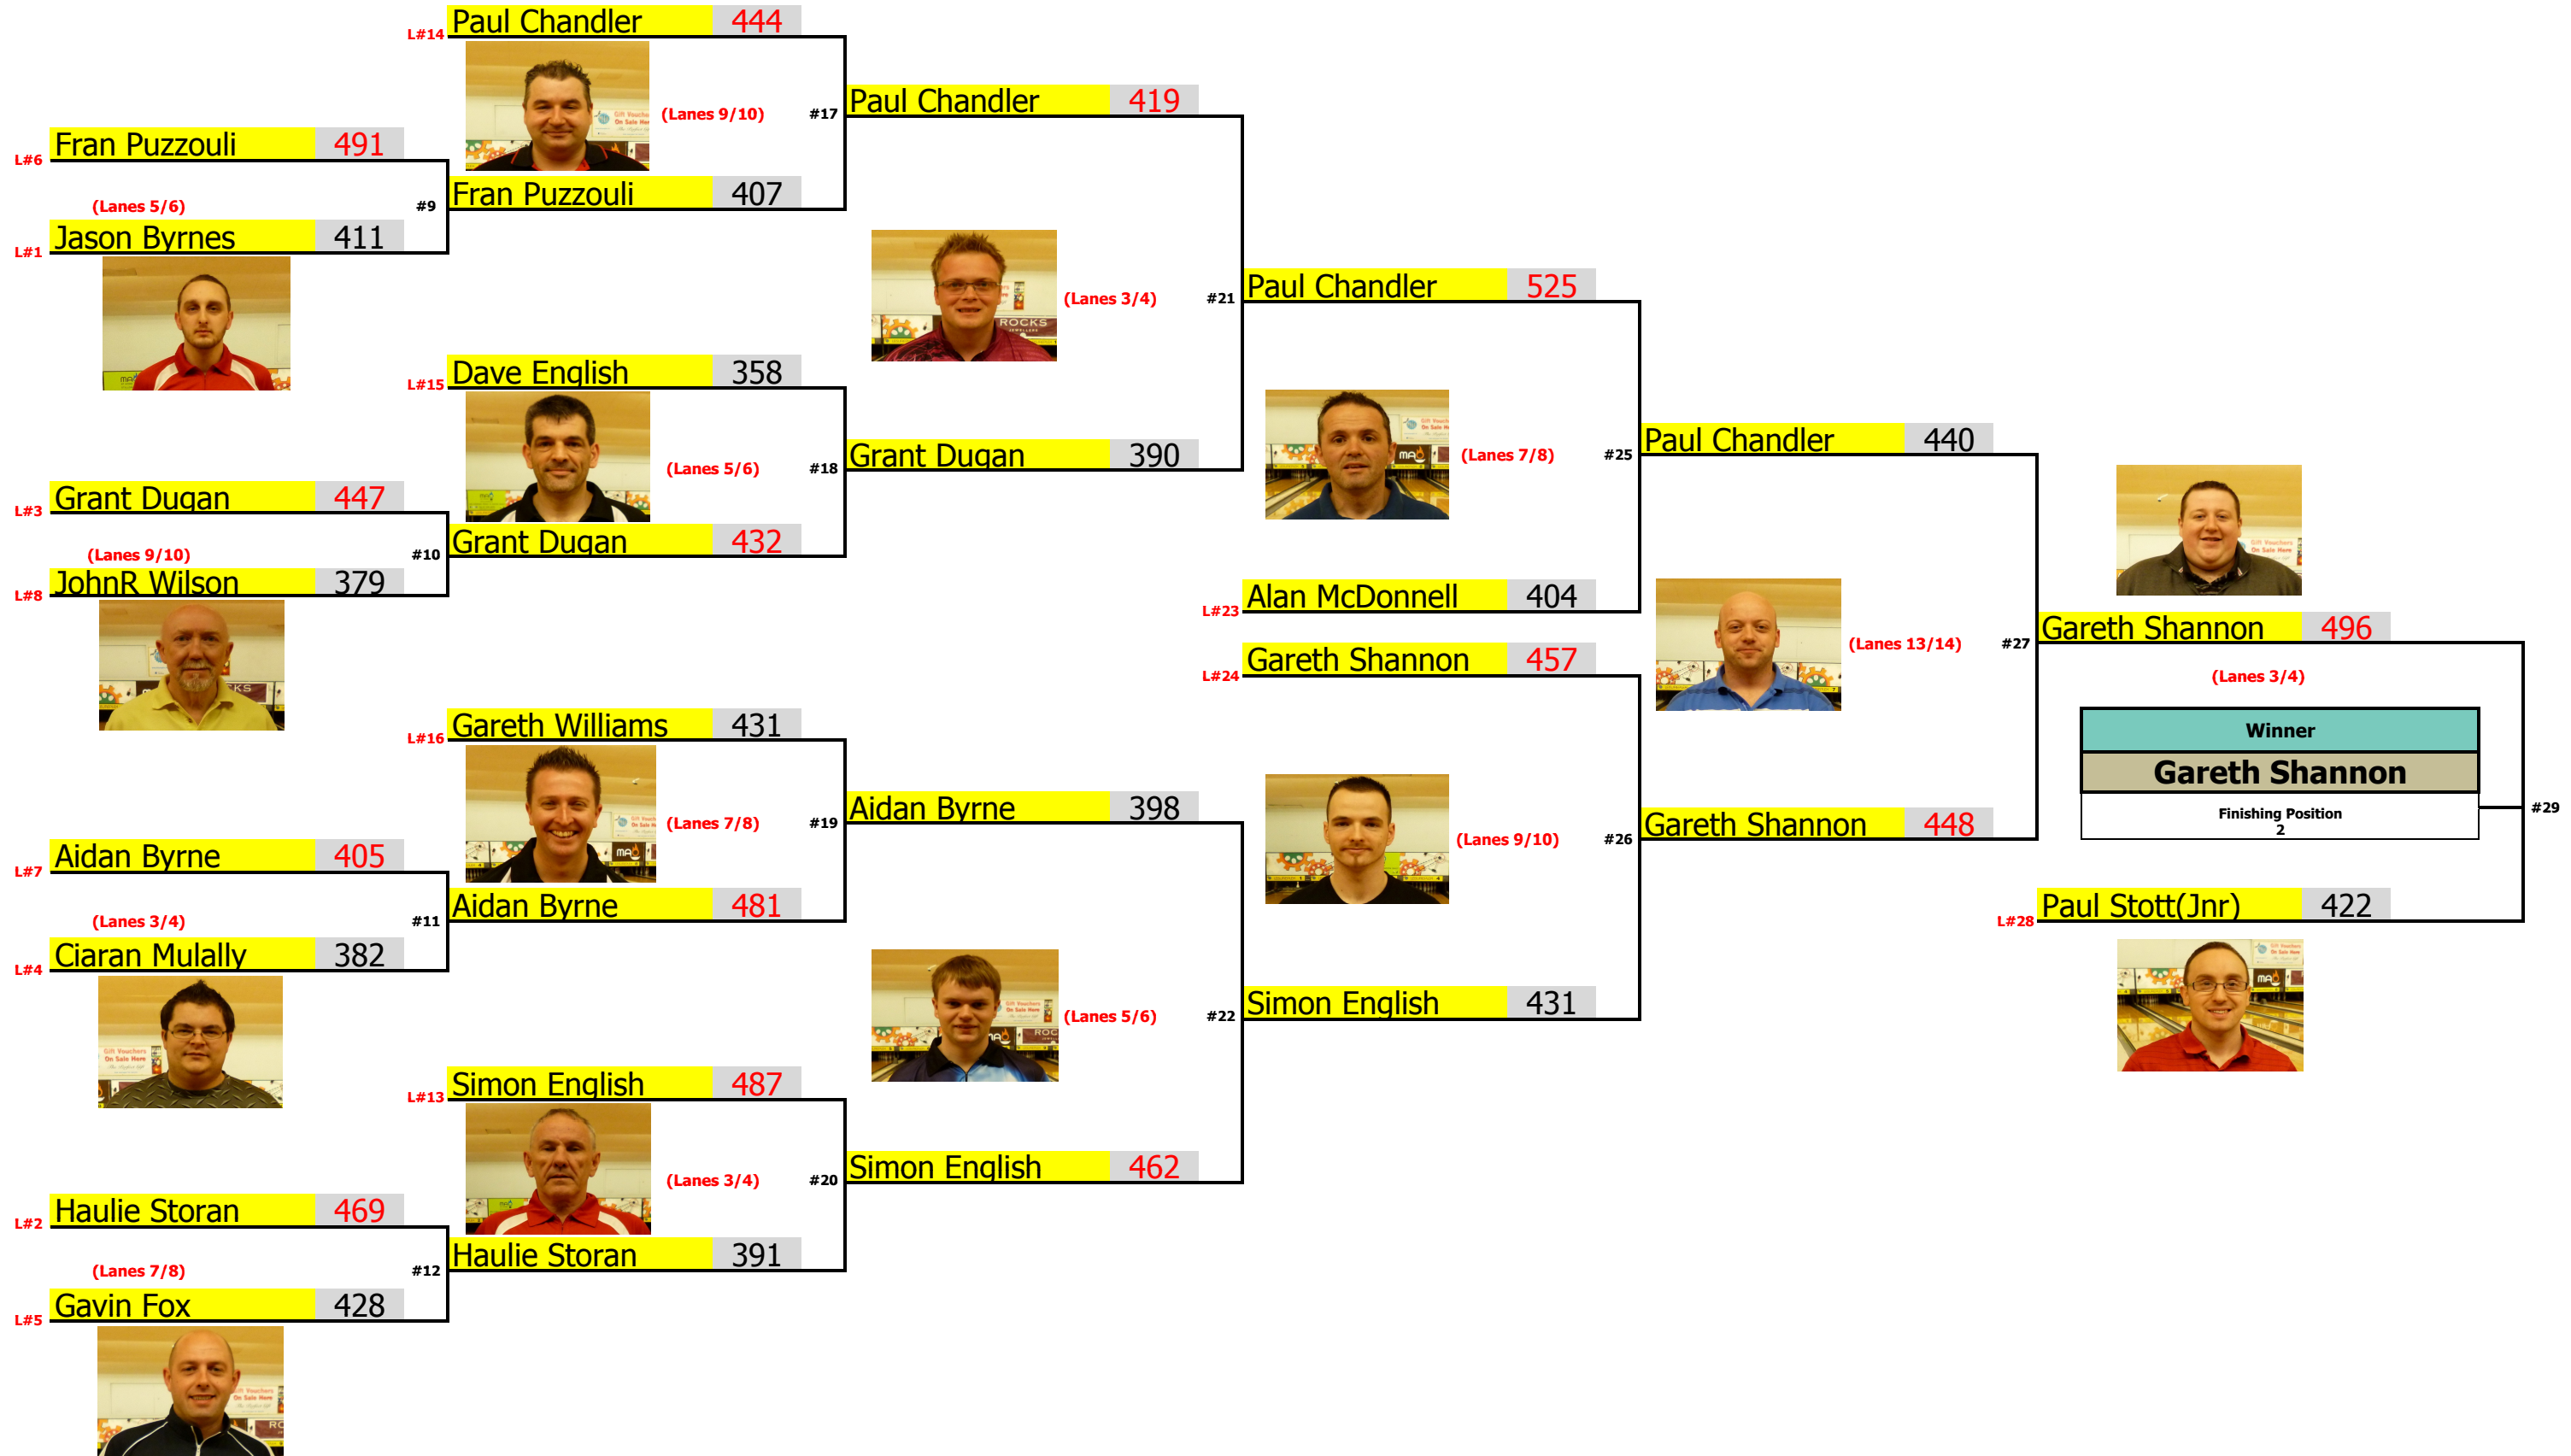 L#14 Paul Chandler 444
(Lanes 9/10) #17
Paul Chandler 419
L#6 Fran Puzzouli 491
(Lanes 5/6) #9
Fran Puzzouli 407
L#1 Jason Byrnes 411
(Lanes 3/4) #21
Paul Chandler 525
ROCKS
JEWELLERS
L#15 Dave English 358
(Lanes 5/6) #18
Grant Dugan 390
(Lanes 7/8) #25
Paul Chandler 440
L#3 Grant Dugan 447
(Lanes 9/10) #10
Grant Dugan 432
L#8 JohnR Wilson 379
L#23 Alan McDonnell 404
(Lanes 13/14) #27
Gareth Shannon 496
L#24 Gareth Shannon 457
(Lanes 3/4)
L#16 Gareth Williams 431
Winner
Gareth Shannon
Finishing Position
2
#29
(Lanes 7/8) #19
Aidan Byrne 398
(Lanes 9/10) #26
Gareth Shannon 448
L#7 Aidan Byrne 405
(Lanes 3/4) #11
Aidan Byrne 481
L#4 Ciaran Mulally 382
L#28 Paul Stott(Jnr) 422
(Lanes 5/6) #22
Simon English 431
Gift Vouchers
On Sale Here
L#13 Simon English 487
(Lanes 3/4) #20
Simon English 462
L#2 Haulie Storan 469
(Lanes 7/8) #12
Haulie Storan 391
L#5 Gavin Fox 428